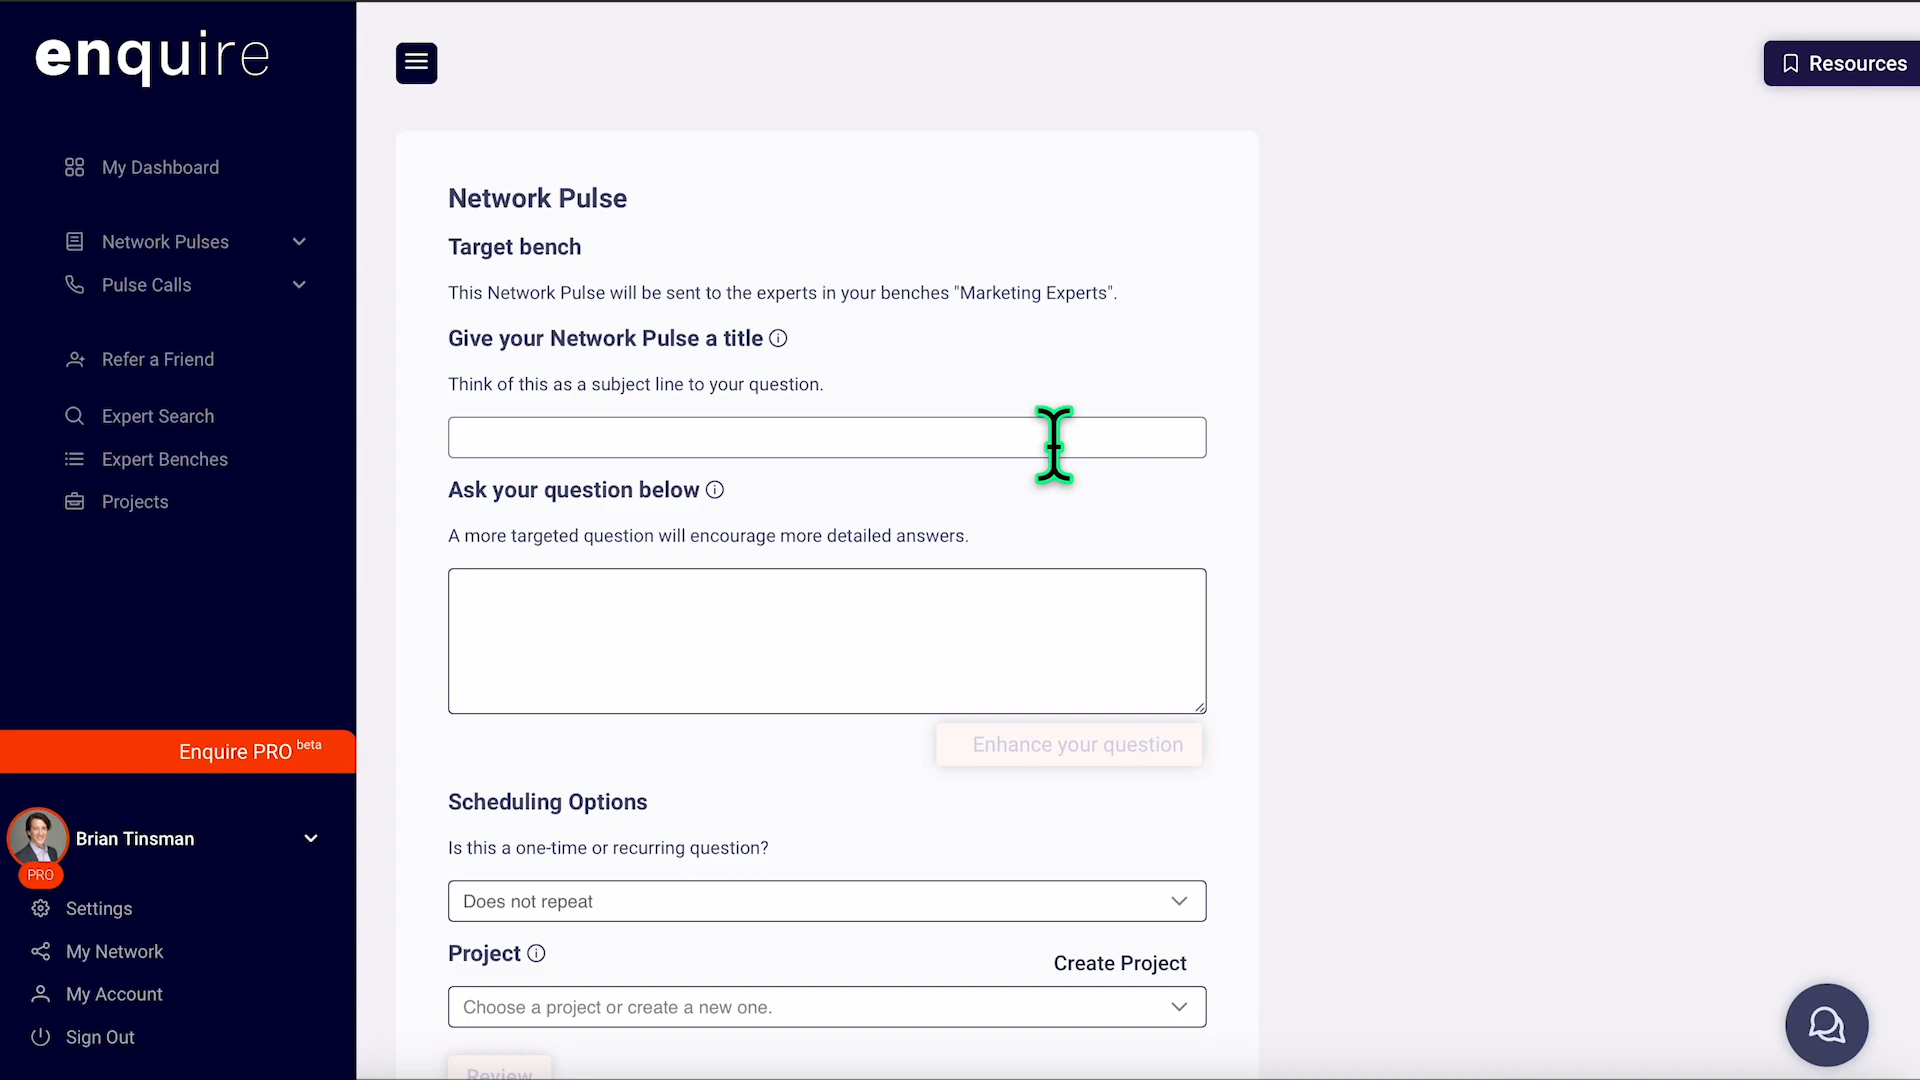 enquire
Resources
My Dashboard
Network Pulses
Pulse Calls
Refer a Friend
Expert Search
Expert Benches
Projects
Enquire PRO beta
Brian Tinsman
PRO
Settings
My Network
My Account
Sign Out
Network Pulse
Target bench
This Network Pulse will be sent to the experts in your benches "Marketing Experts".
Give your Network Pulse a title
Think of this as a subject line to your question.
Ask your question below
A more targeted question will encourage more detailed answers.
Enhance your question
Scheduling Options
Is this a one-time or recurring question?
Does not repeat
Project
Create Project
Choose a project or create a new one.
Review